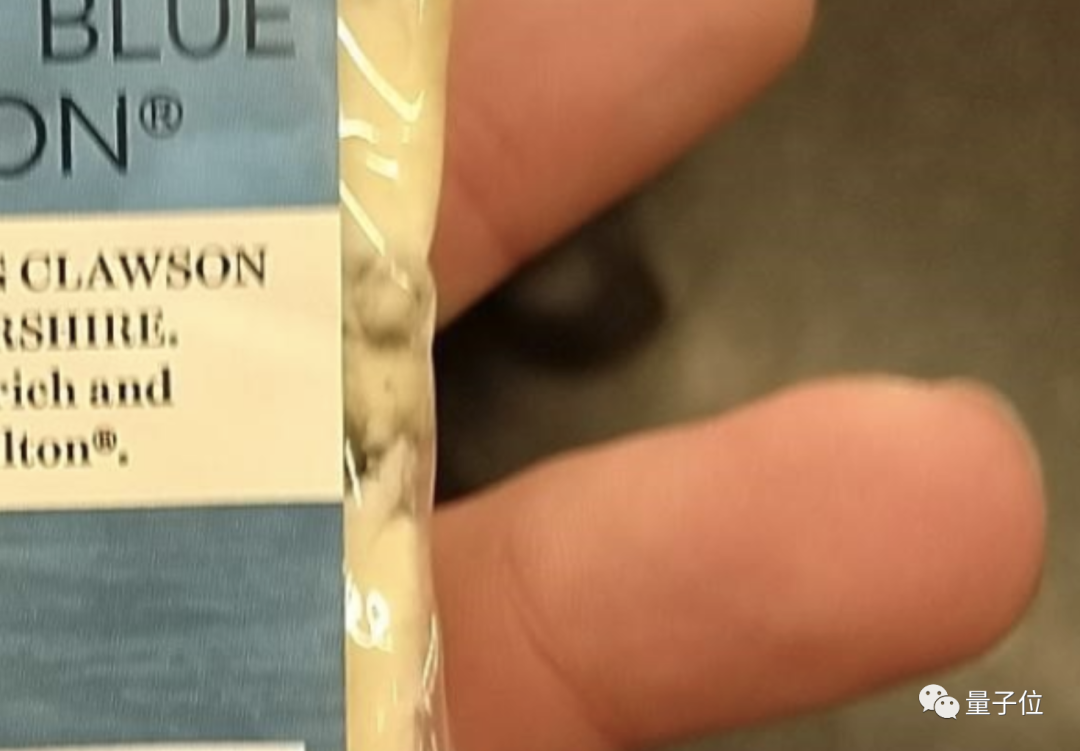 BLUE
ON®
CLAWSON
RSHIRE.
rich and
lton®.
量子位